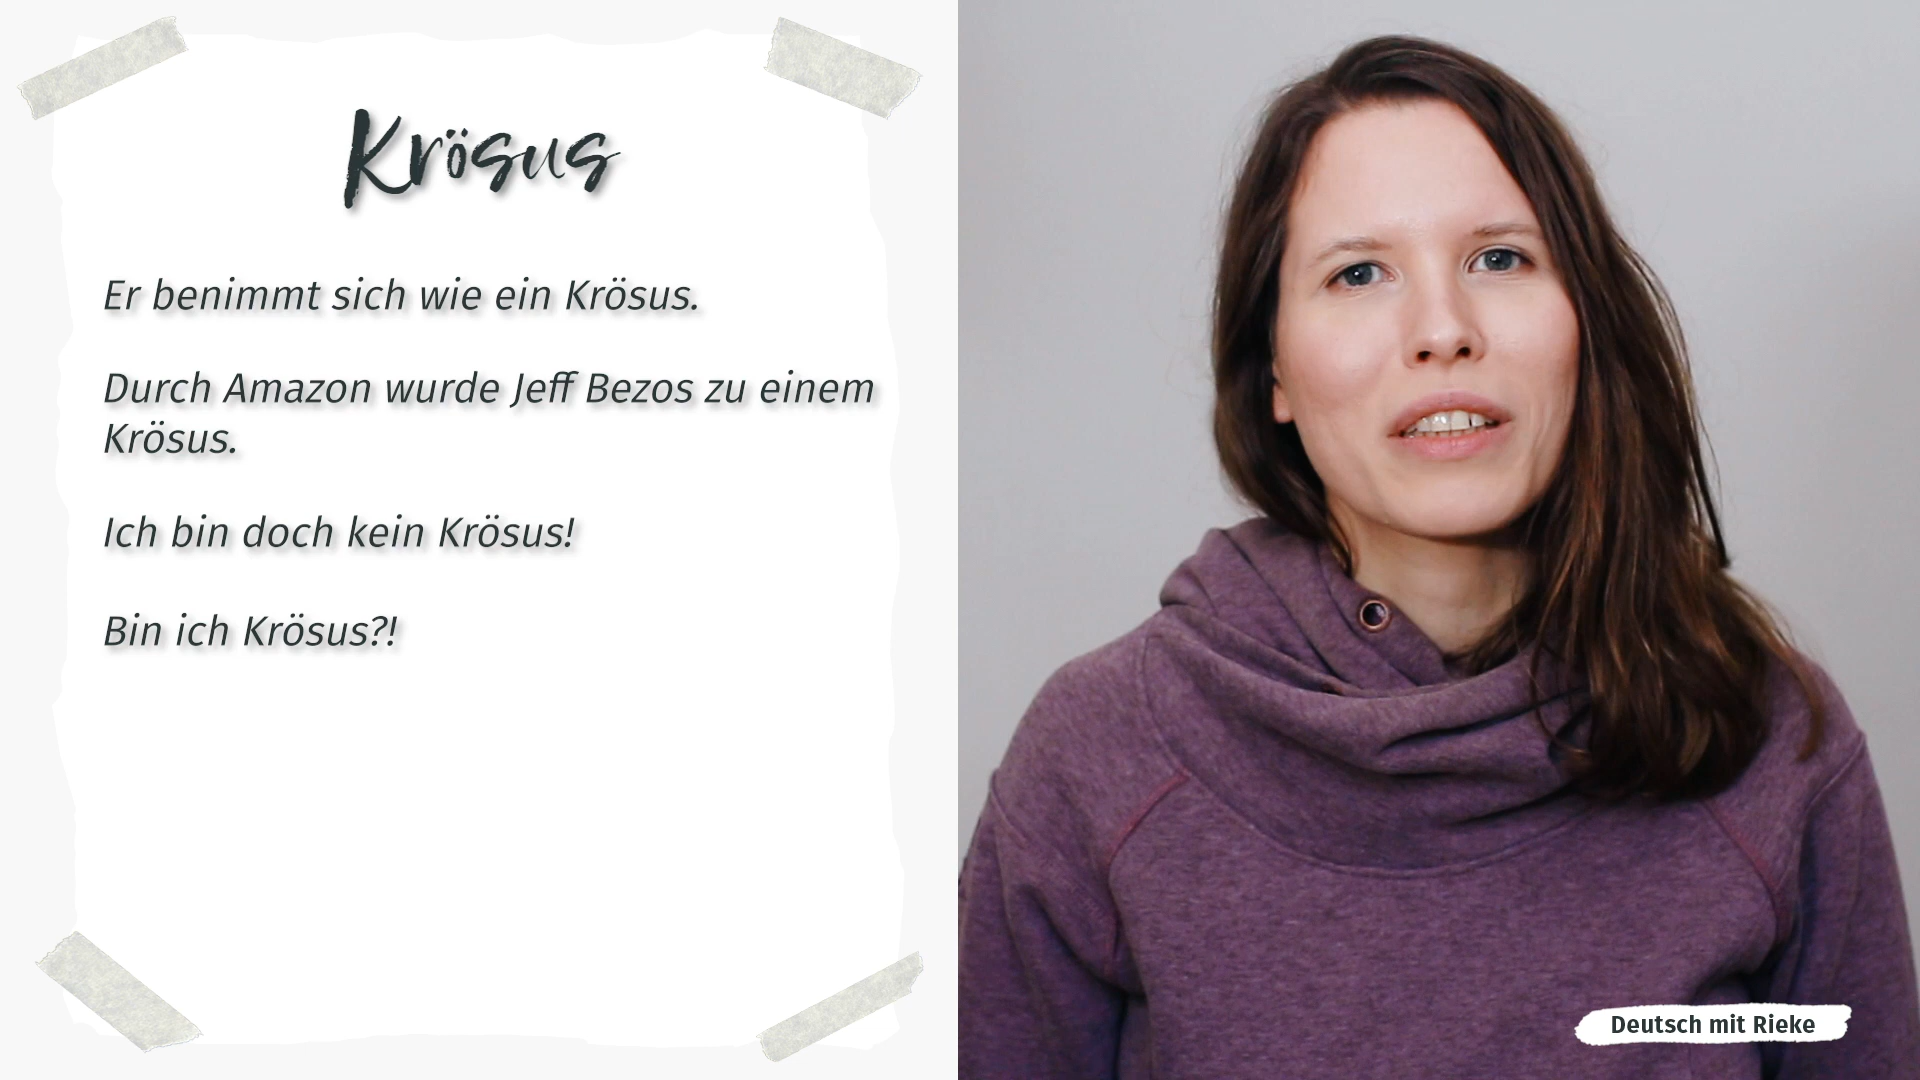 Krösus
Er benimmt sich wie ein Krösus.
Durch Amazon wurde Jeff Bezos zu einem
Krösus.
Ich bin doch kein Krösus!
Bin ich Krösus?!
Deutsch mit Rieke